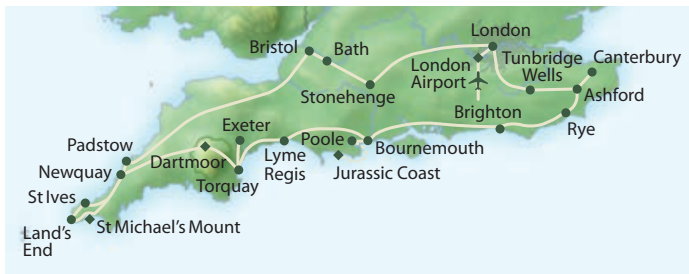 London
Bristol
Bath
London
Airport
Tunbridge
Wells
Canterbury
Stonehenge
Ashford
Brighton
Rye
Exeter
Poole
Bournemouth
Padstow
Dartmoor
Lyme
Regis
Newquay
Torquay
Jurassic Coast
St Ives
St Michael's Mount
Land's
End